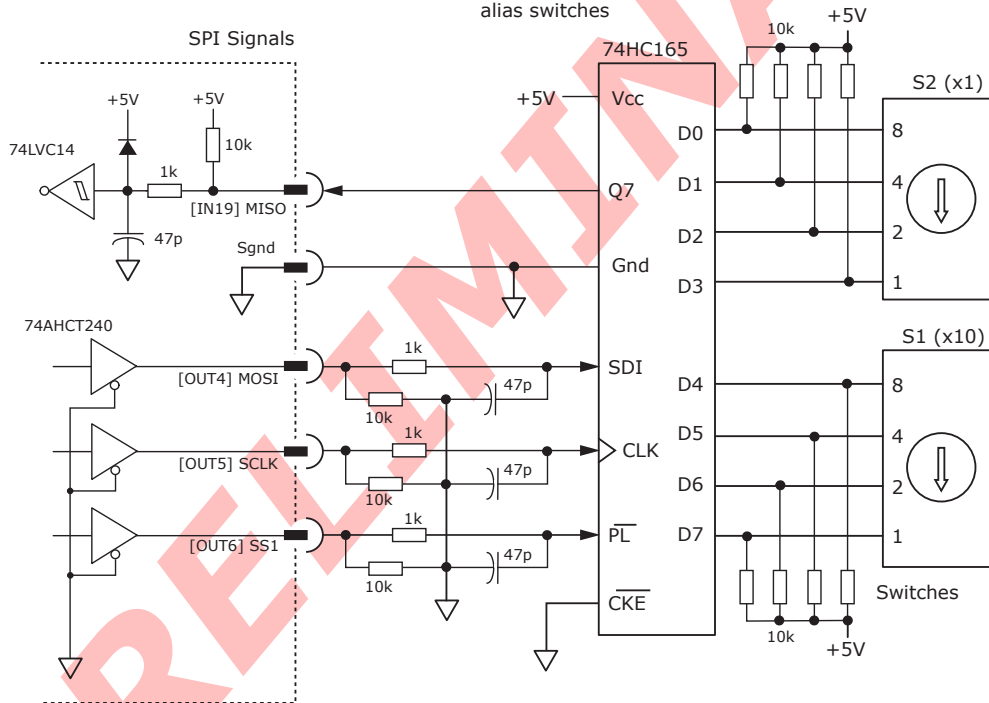 alias switches
SPI Signals
+5V
+5V
74LVC14
10k
1k
[IN19] MISO
47p
Sgnd
74AHCT240
[OUT4] MOSI
[OUT5] SCLK
[OUT6] SS1
1k
10k
47p
1k
10k
47p
1k
10k
47p
74HC165
+5V
Vcc
Q7
Gnd
SDI
CLK
PL
CKE
D0
D1
D2
D3
D4
D5
D6
D7
10k
+5V
S2 (x1)
8
4
2
1
S1 (x10)
8
4
2
1
Switches
10k
+5V
RELIMINA